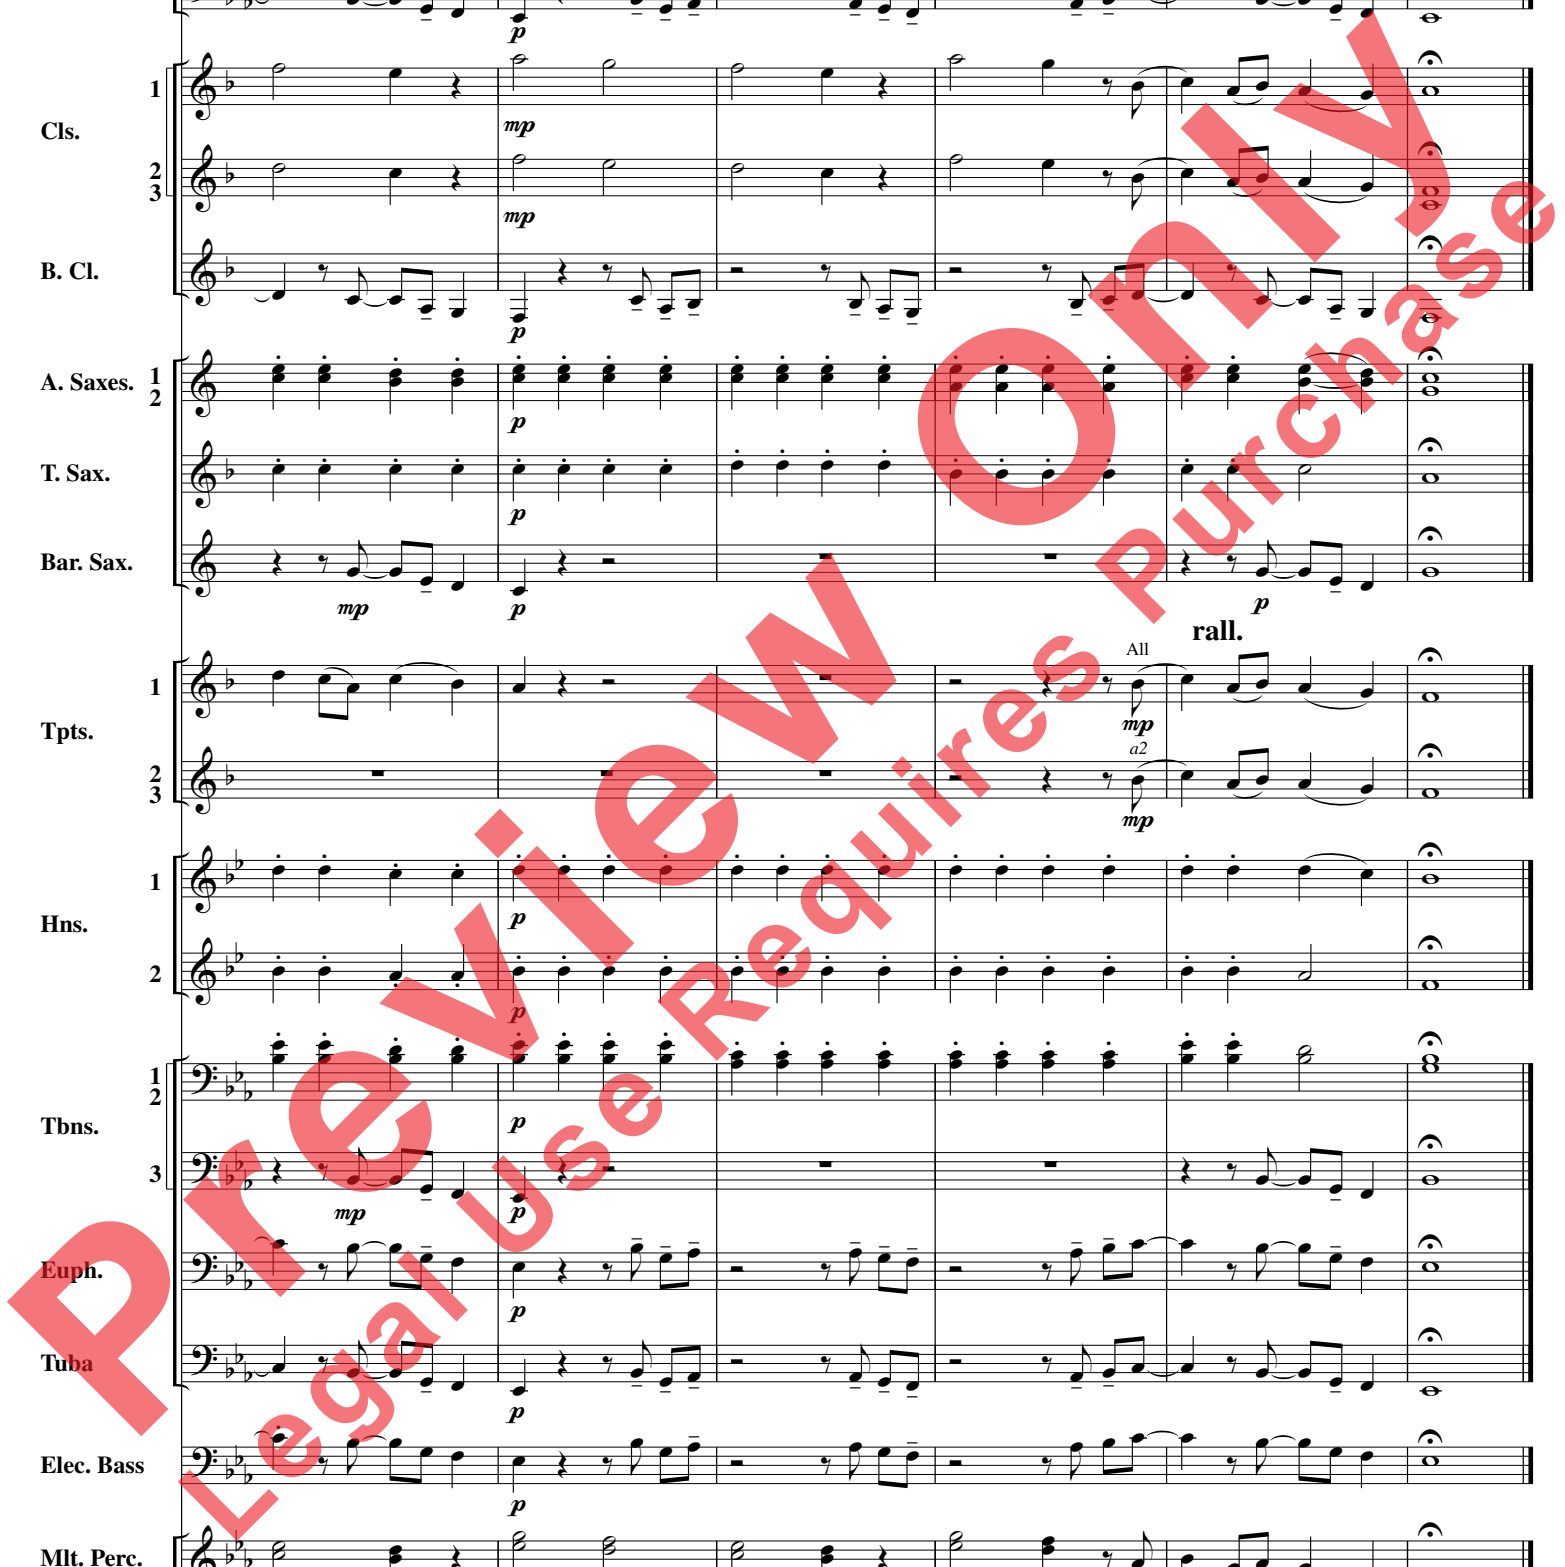 p
1
Cls.
mp
2
3
mp
B. Cl.
p
A. Saxes. 1
2
p
T. Sax.
p
Bar. Sax.
mp p p
rall.
All
1
mp
Tpts.
a2
2
3
mp
1
p
Hns.
2
p
1
2
p
Tbns.
3
mp p
Euph.
p
Tuba
p
Elec. Bass
p
Mlt. Perc.
Preview Only
Legal Use Requires Purchase